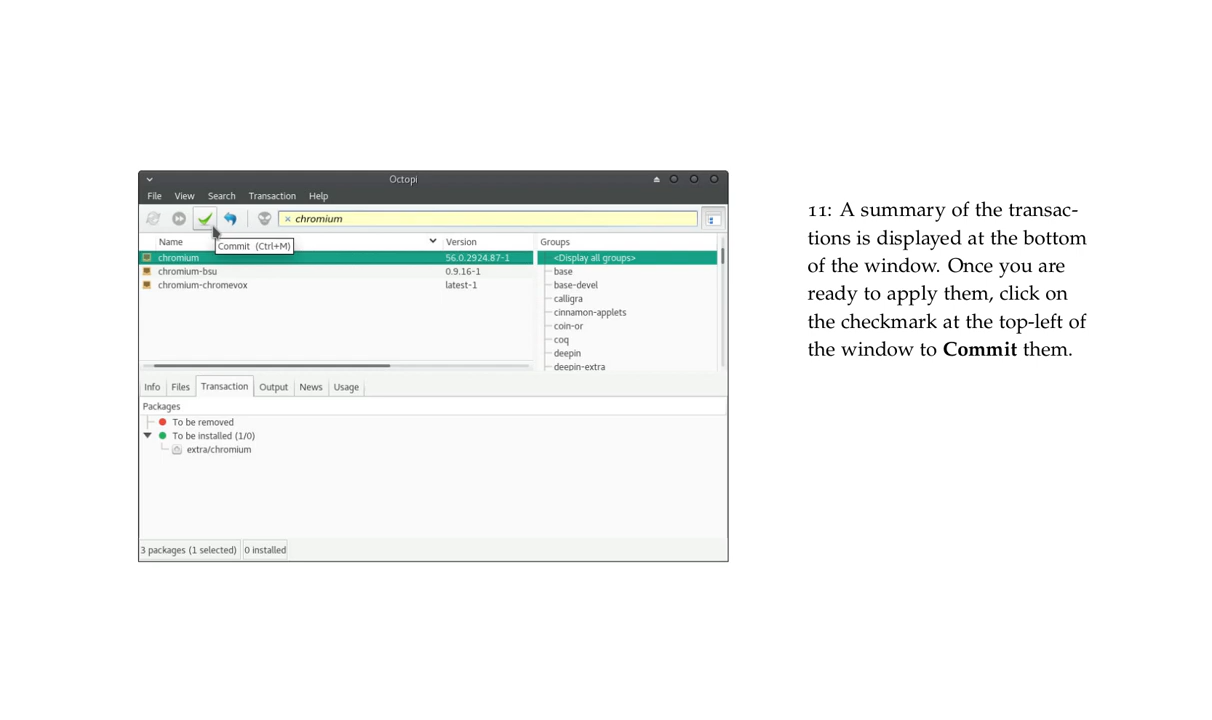 Octopi
File View Search Transaction Help
chromium
Name Version
Commit (Ctrl+M)
chromium 56.0.2924.87-1
chromium-bsu 0.9.16-1
chromium-chromevox latest-1
Groups
<Display all groups>
base
base-devel
calligra
cinnamon-applets
coin-or
coq
deepin
deepin-extra
Info Files Transaction Output News Usage
Packages
To be removed
To be installed (1/0)
extra/chromium
3 packages (1 selected) 0 installed
11: A summary of the transac-
tions is displayed at the bottom
of the window. Once you are
ready to apply them, click on
the checkmark at the top-left of
the window to Commit them.